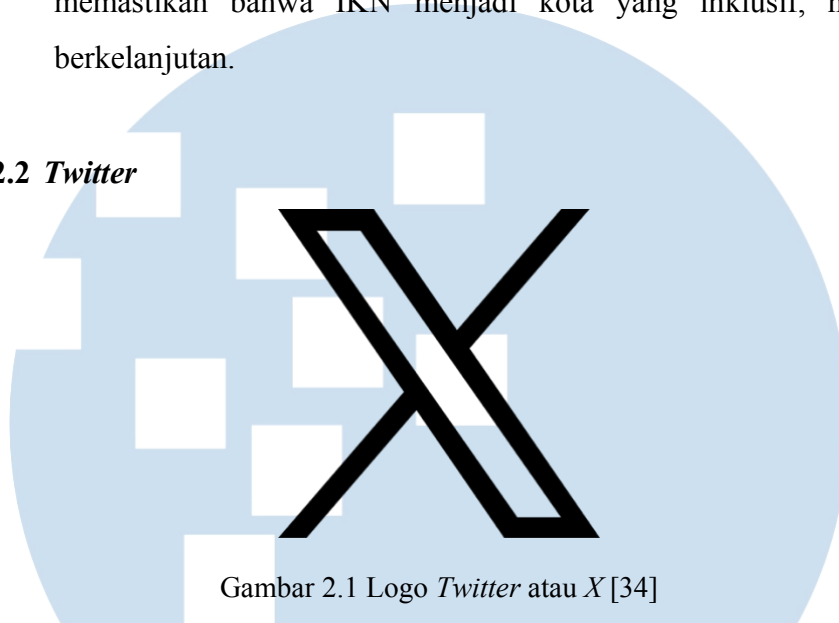 memastikan bahwa IKN menjadi kota yang inklusif,
berkelanjutan.
2.2 Twitter
X
Gambar 2.1 Logo Twitter atau X [34]